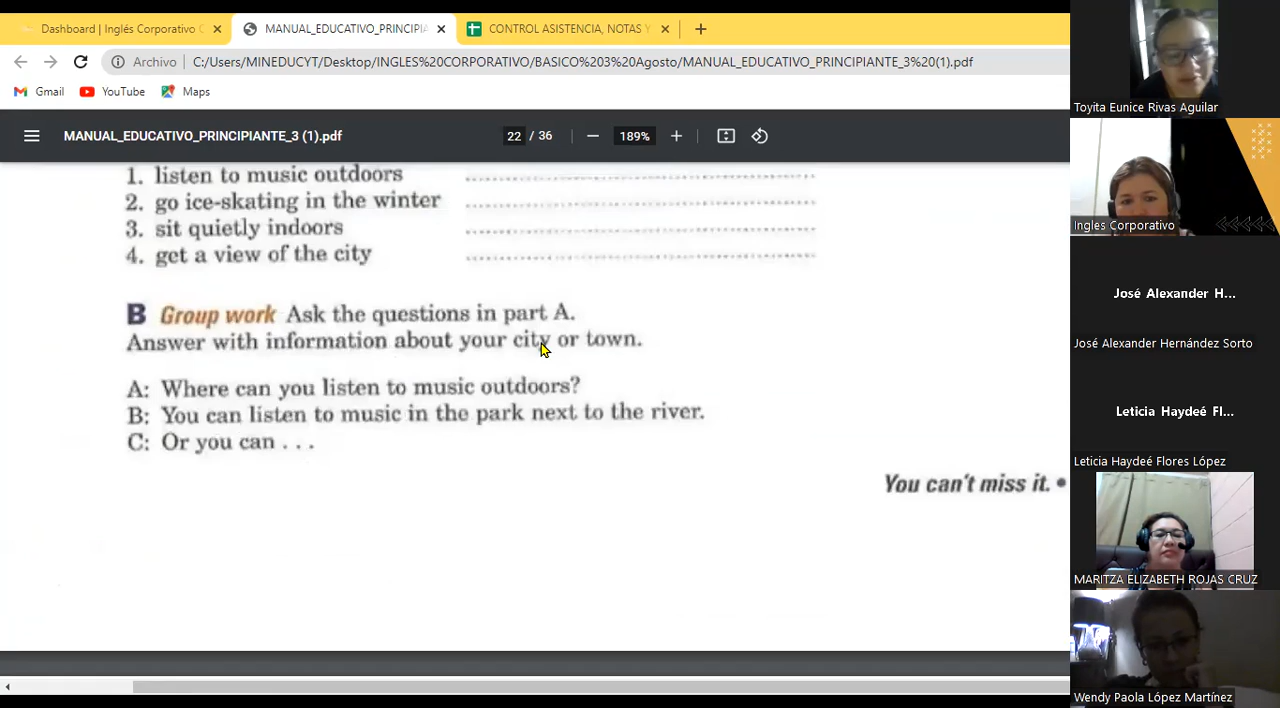 Dashboard | Inglés Corporativo C
MANUAL_EDUCATIVO_PRINCIPIA
CONTROL ASISTENCIA, NOTAS Y
Archivo C:/Users/MINEDUCYT/Desktop/INGLES%20CORPORATIVO/BASICO%203%20Agosto/MANUAL_EDUCATIVO_PRINCIPIANTE_3%20(1).pdf
Gmail YouTube Maps
MANUAL_EDUCATIVO_PRINCIPIANTE_3 (1).pdf 22 / 36 189%
1. listen to music outdoors
2. go ice-skating in the winter
3. sit quietly indoors
4. get a view of the city
B Group work Ask the questions in part A.
Answer with information about your city or town.
A: Where can you listen to music outdoors?
B: You can listen to music in the park next to the river.
C: Or you can . . .
You can't miss it. •
Toyita Eunice Rivas Aguilar
Ingles Corporativo
José Alexander H...
José Alexander Hernández Sorto
Leticia Haydeé Fl...
Leticia Haydeé Flores López
MARITZA ELIZABETH ROJAS CRUZ
Wendy Paola López Martínez